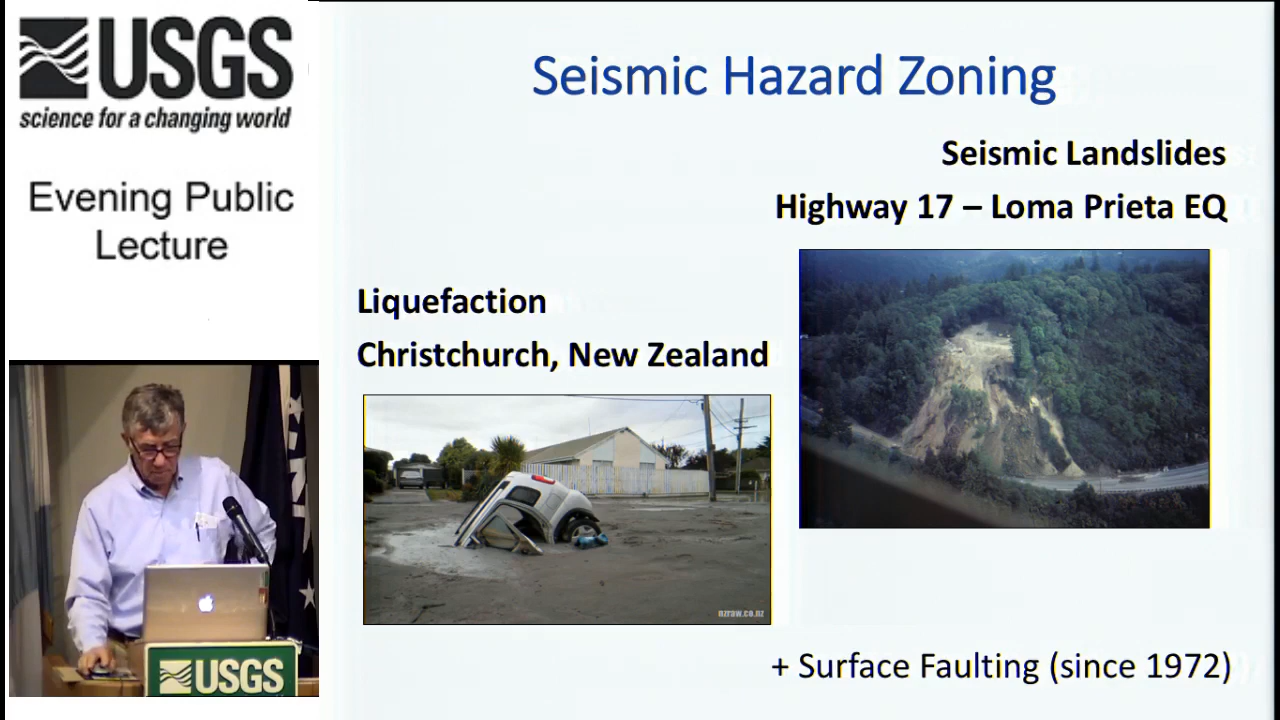 USGS
science for a changing world
Evening Public
Lecture
Seismic Hazard Zoning
Seismic Landslides
Highway 17 – Loma Prieta EQ
Liquefaction
Christchurch, New Zealand
nzraw.co.nz
+ Surface Faulting (since 1972)
USGS